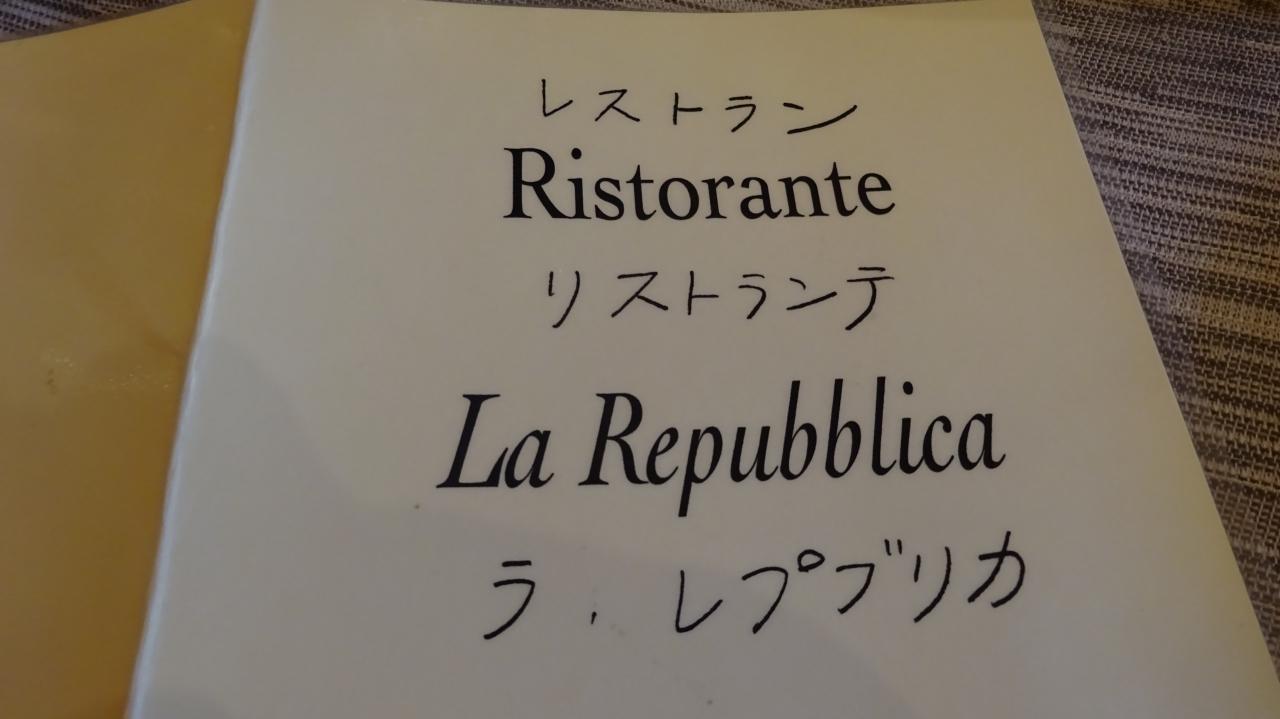 レストラン
Ristorante
リストランテ
La Repubblica
ラ・レプブリカ